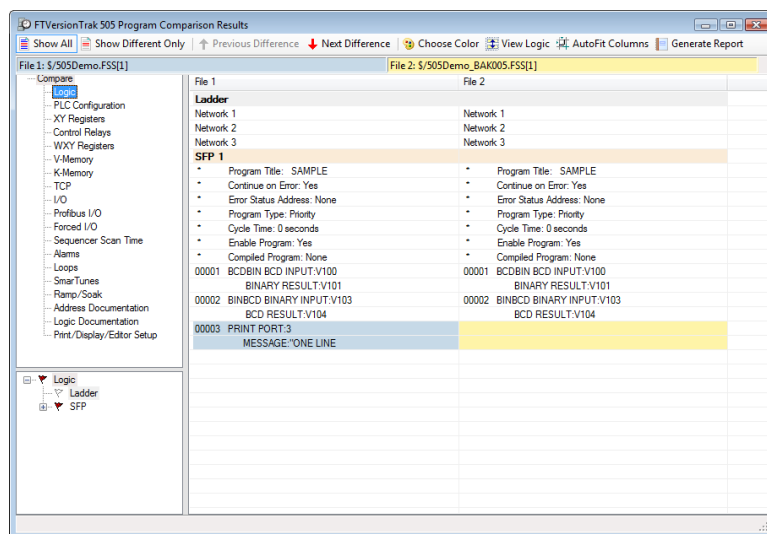 FTVersionTrak 505 Program Comparison Results
Show All Show Different Only Previous Difference Next Difference Choose Color View Logic AutoFit Columns Generate Report
File 1: $/505Demo.FSS[1] File 2: $/505Demo_BAK005.FSS[1]
Compare
Logic
PLC Configuration
XY Registers
Control Relays
WXY Registers
V-Memory
K-Memory
TCP
I/O
Profibus I/O
Forced I/O
Sequencer Scan Time
Alarms
Loops
SmarTunes
Ramp/Soak
Address Documentation
Logic Documentation
Print/Display/Editor Setup
Logic
Ladder
SFP
File 1 File 2
Ladder
Network 1 Network 1
Network 2 Network 2
Network 3 Network 3
SFP 1
* Program Title: SAMPLE * Program Title: SAMPLE
* Continue on Error: Yes * Continue on Error: Yes
* Error Status Address: None * Error Status Address: None
* Program Type: Priority * Program Type: Priority
* Cycle Time: 0 seconds * Cycle Time: 0 seconds
* Enable Program: Yes * Enable Program: Yes
* Compiled Program: None * Compiled Program: None
00001 BCDBIN BCD INPUT:V100 00001 BCDBIN BCD INPUT:V100
BINARY RESULT:V101 BINARY RESULT:V101
00002 BINBCD BINARY INPUT:V103 00002 BINBCD BINARY INPUT:V103
BCD RESULT:V104 BCD RESULT:V104
00003 PRINT PORT:3
MESSAGE:"ONE LINE